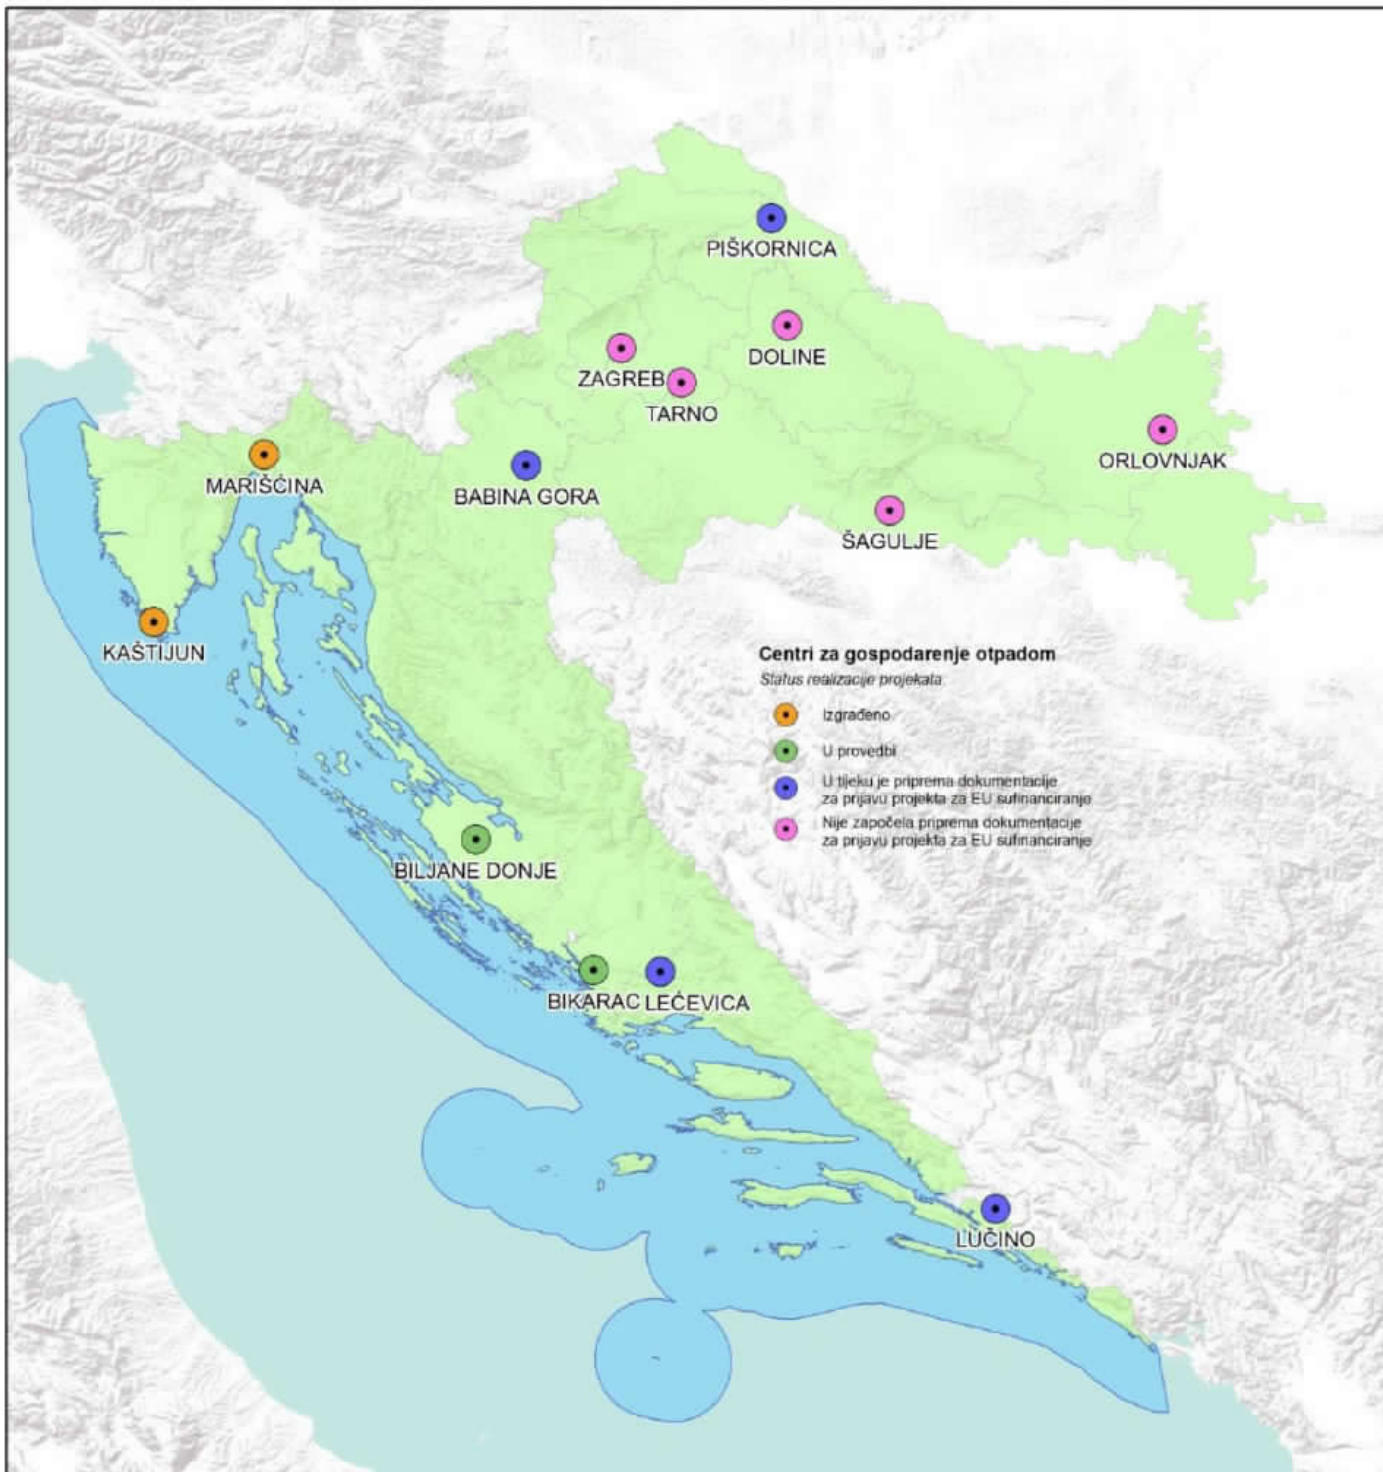 PIŠKORNICA
DOLINE
ZAGREB
TARNO
ORLOVNJAK
MARIŠĆINA
BABINA GORA
ŠAGULJE
KAŠTIJUN
Centri za gospodarenje otpadom
Status realizacije projekata:
Izgrađeno
U provedbi
U tijeku je priprema dokumentacije
za prijavu projekta za EU sufinanciranje
Nije započela priprema dokumentacije
za prijavu projekta za EU sufinanciranje
BILJANE DONJE
BIKARAC
LEĆEVICA
LUČINO